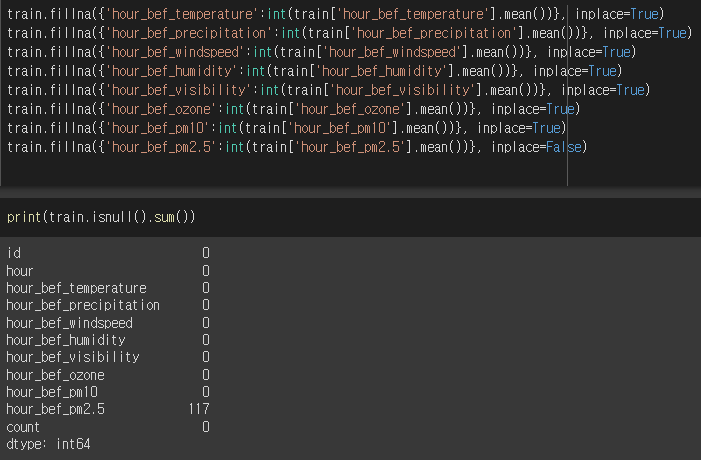 train.fillna({'hour_bef_temperature':int(train['hour_bef_temperature'].mean())}, inplace=True)
train.fillna({'hour_bef_precipitation':int(train['hour_bef_precipitation'].mean())}, inplace=True)
train.fillna({'hour_bef_windspeed':int(train['hour_bef_windspeed'].mean())}, inplace=True)
train.fillna({'hour_bef_humidity':int(train['hour_bef_humidity'].mean())}, inplace=True)
train.fillna({'hour_bef_visibility':int(train['hour_bef_visibility'].mean())}, inplace=True)
train.fillna({'hour_bef_ozone':int(train['hour_bef_ozone'].mean())}, inplace=True)
train.fillna({'hour_bef_pm10':int(train['hour_bef_pm10'].mean())}, inplace=True)
train.fillna({'hour_bef_pm2.5':int(train['hour_bef_pm2.5'].mean())}, inplace=False)
print(train.isnull().sum())
id 0
hour 0
hour_bef_temperature 0
hour_bef_precipitation 0
hour_bef_windspeed 0
hour_bef_humidity 0
hour_bef_visibility 0
hour_bef_ozone 0
hour_bef_pm10 0
hour_bef_pm2.5 117
count 0
dtype: int64